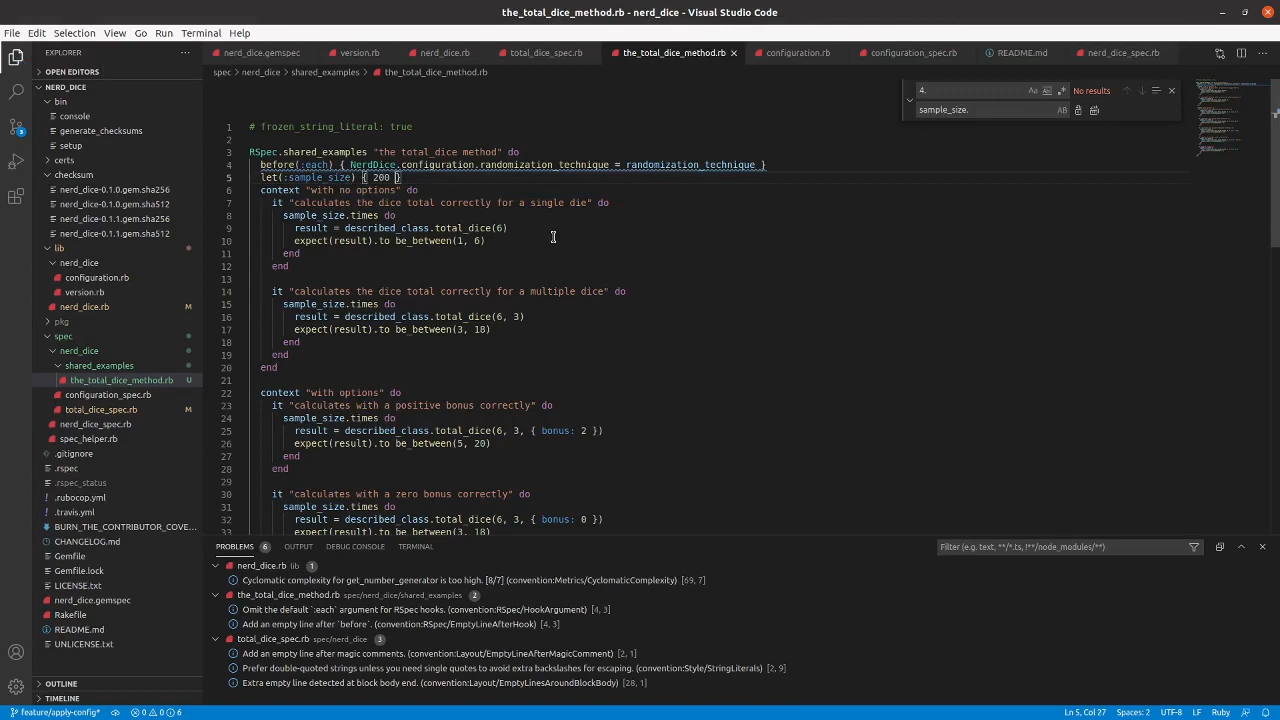 the_total_dice_method.rb - nerd_dice - Visual Studio Code
File Edit Selection View Go Run Terminal Help
EXPLORER
nerd_dice.gemspec version.rb nerd_dice.rb total_dice_spec.rb the_total_dice_method.rb configuration.rb configuration_spec.rb README.md nerd_dice_spec.rb
OPEN EDITORS
NERD_DICE
bin
console
generate_checksums
setup
certs
checksum
nerd_dice-0.1.0.gem.sha256
nerd_dice-0.1.0.gem.sha512
nerd_dice-0.1.1.gem.sha256
nerd_dice-0.1.1.gem.sha512
lib
nerd_dice
configuration.rb
version.rb
nerd_dice.rb M
pkg
spec
nerd_dice
shared_examples
the_total_dice_method.rb U
configuration_spec.rb
total_dice_spec.rb M
nerd_dice_spec.rb
spec_helper.rb
.gitignore
.rspec
.rspec_status
.rubocop.yml
.travis.yml
BURN_THE_CONTRIBUTOR_COVE...
CHANGELOG.md
Gemfile
Gemfile.lock
LICENSE.txt
nerd_dice.gemspec
Rakefile
README.md
UNLICENSE.txt
OUTLINE
TIMELINE
3
spec > nerd_dice > shared_examples > the_total_dice_method.rb
4. Aa Ab No results
sample_size. AB
1 # frozen_string_literal: true
2
3 RSpec.shared_examples "the total_dice method" do
4 before(:each) { NerdDice.configuration.randomization_technique = randomization_technique }
5 let(:sample_size) { 200 }
6 context "with no options" do
7 it "calculates the dice total correctly for a single die" do
8 sample_size.times do
9 result = described_class.total_dice(6)
10 expect(result).to be_between(1, 6)
11 end
12 end
13
14 it "calculates the dice total correctly for a multiple dice" do
15 sample_size.times do
16 result = described_class.total_dice(6, 3)
17 expect(result).to be_between(3, 18)
18 end
19 end
20 end
21
22 context "with options" do
23 it "calculates with a positive bonus correctly" do
24 sample_size.times do
25 result = described_class.total_dice(6, 3, { bonus: 2 })
26 expect(result).to be_between(5, 20)
27 end
28 end
29
30 it "calculates with a zero bonus correctly" do
31 sample_size.times do
32 result = described_class.total_dice(6, 3, { bonus: 0 })
33 expect(result).to be_between(3, 18)
PROBLEMS 6 OUTPUT DEBUG CONSOLE TERMINAL Filter (e.g. text, **/*.ts, !**/node_modules/**)
nerd_dice.rb lib 1
Cyclomatic complexity for get_number_generator is too high. [8/7] (convention:Metrics/CyclomaticComplexity) [69, 7]
the_total_dice_method.rb spec/nerd_dice/shared_examples 2
Omit the default `:each` argument for RSpec hooks. (convention:RSpec/HookArgument) [4, 3]
Add an empty line after `before`. (convention:RSpec/EmptyLineAfterHook) [4, 3]
total_dice_spec.rb spec/nerd_dice 3
Add an empty line after magic comments. (convention:Layout/EmptyLineAfterMagicComment) [2, 1]
Prefer double-quoted strings unless you need single quotes to avoid extra backslashes for escaping. (convention:Style/StringLiterals) [2, 9]
Extra empty line detected at block body end. (convention:Layout/EmptyLinesAroundBlockBody) [28, 1]
feature/apply-config* 0 0 6 Ln 5, Col 27 Spaces: 2 UTF-8 LF Ruby